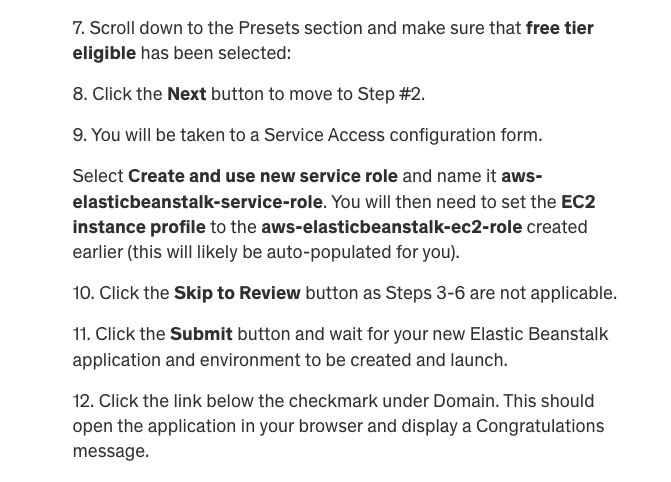 7. Scroll down to the Presets section and make sure that free tier
eligible has been selected:
8. Click the Next button to move to Step #2.
9. You will be taken to a Service Access configuration form.
Select Create and use new service role and name it aws-
elasticbeanstalk-service-role. You will then need to set the EC2
instance profile to the aws-elasticbeanstalk-ec2-role created
earlier (this will likely be auto-populated for you).
10. Click the Skip to Review button as Steps 3-6 are not applicable.
11. Click the Submit button and wait for your new Elastic Beanstalk
application and environment to be created and launch.
12. Click the link below the checkmark under Domain. This should
open the application in your browser and display a Congratulations
message.